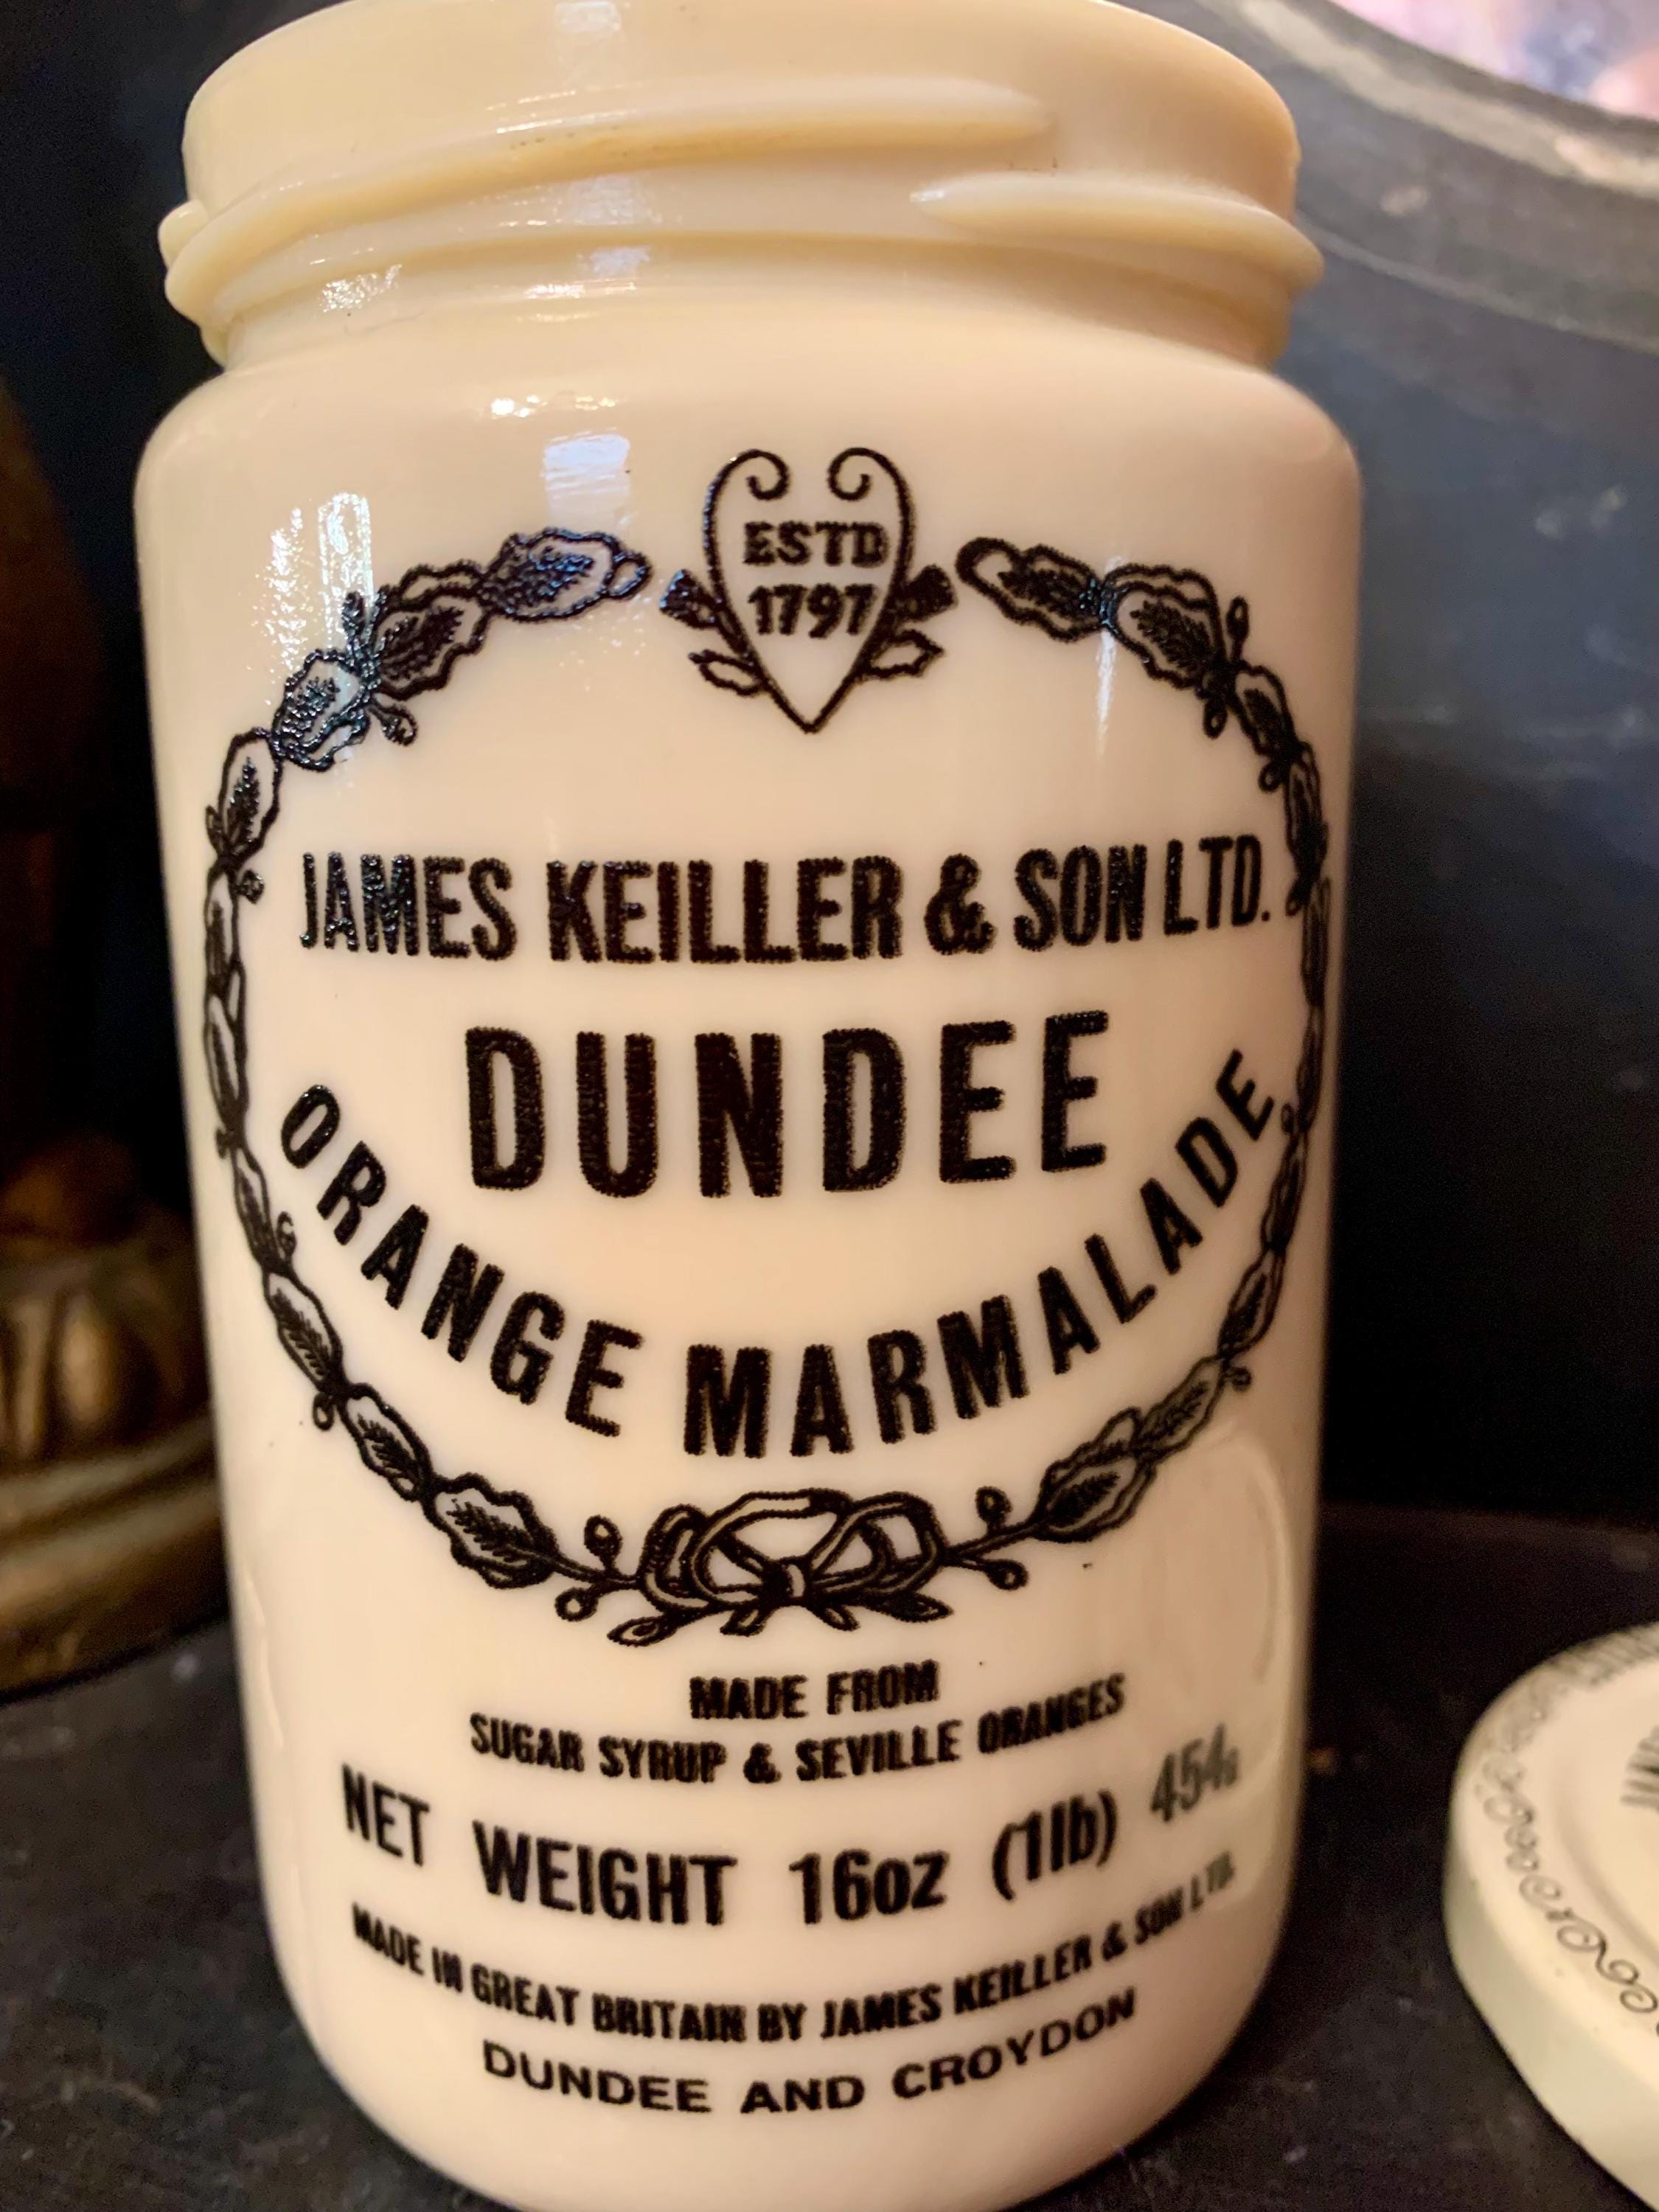 ESTD
1797
JAMES KEILLER & SON LTD.
DUNDEE
ORANGE MARMALADE
MADE FROM
SUGAR SYRUP & SEVILLE ORANGES
NET WEIGHT 16oz (1lb) 454g
MADE IN GREAT BRITAIN BY JAMES KEILLER & SON LTD.
DUNDEE AND CROYDON